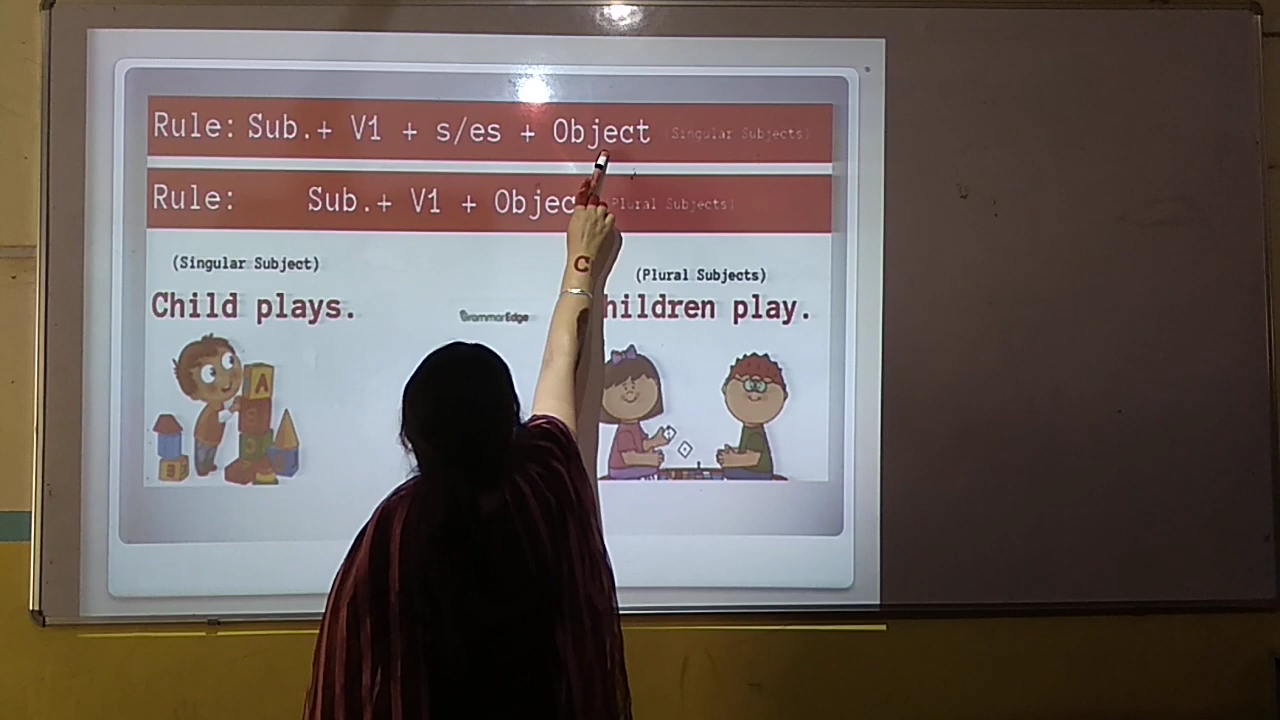 Rule: Sub.+ V1 + s/es + Object (Singular Subjects)
Rule: Sub.+ V1 + Objec (Plural Subjects)
(Singular Subject)
(Plural Subjects)
Child plays.
Children play.
GrammarEdge
A